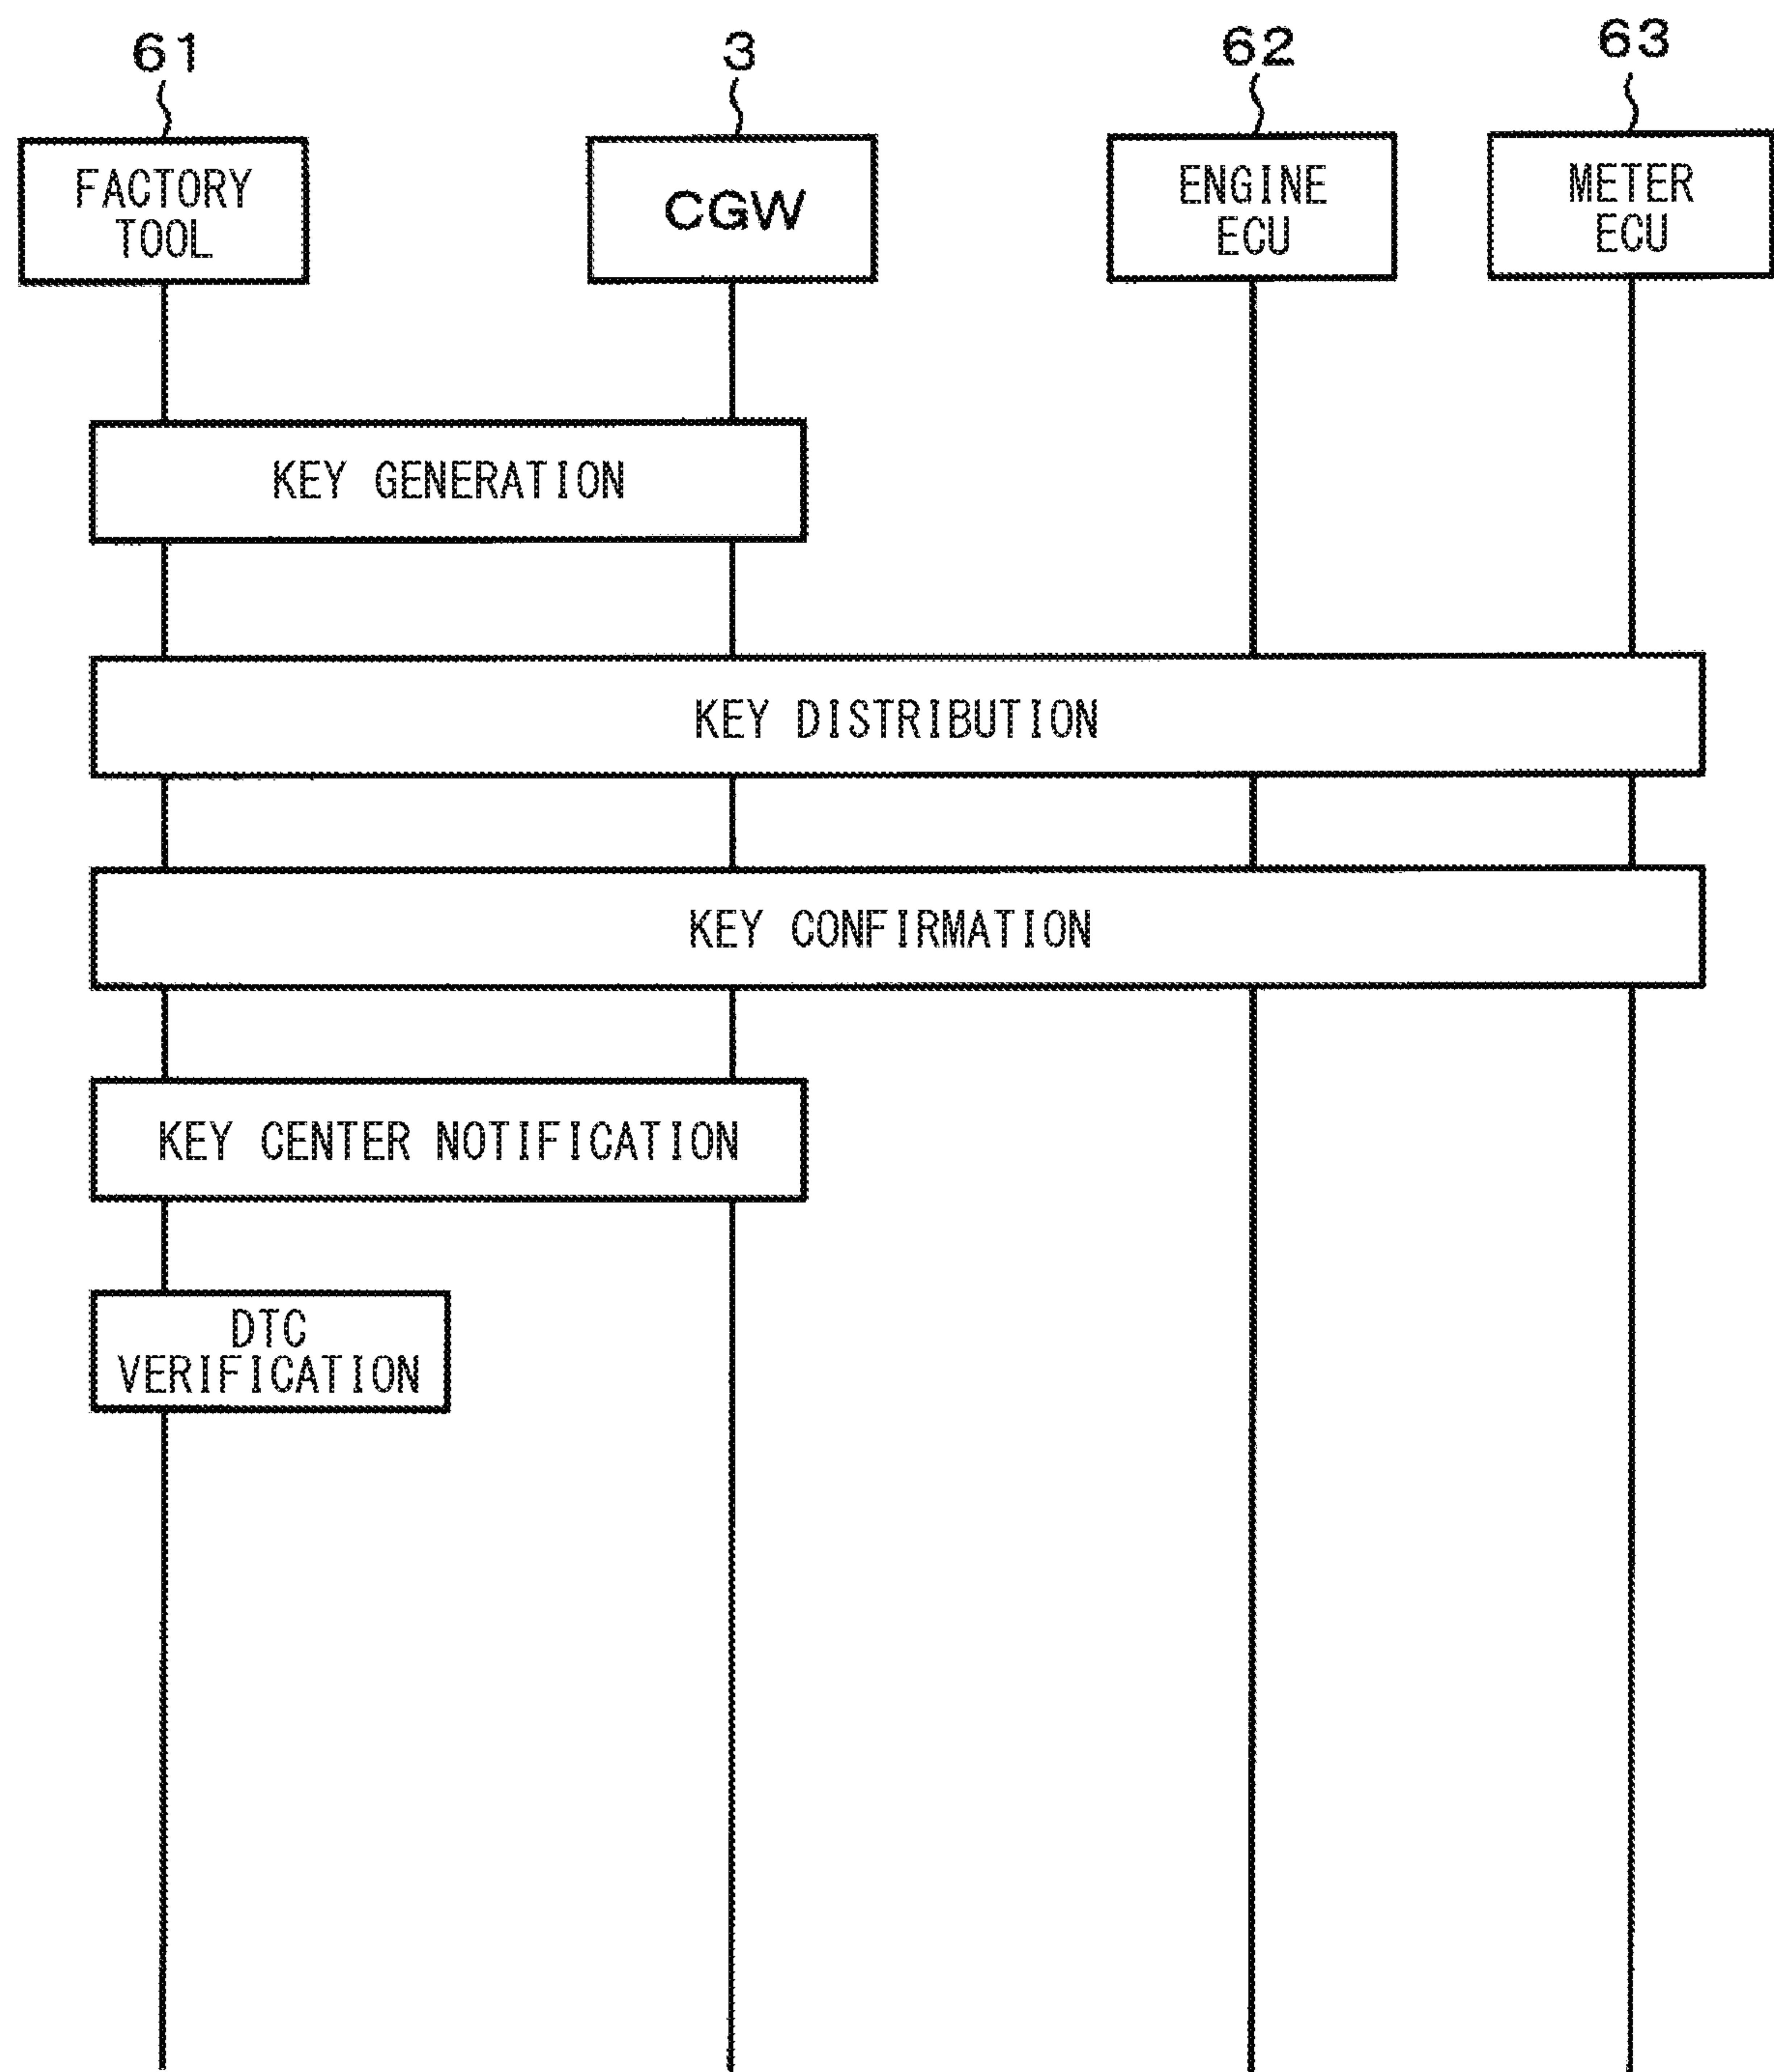 61
3
62
63
FACTORY
TOOL
CGW
ENGINE
ECU
METER
ECU
KEY GENERATION
KEY DISTRIBUTION
KEY CONFIRMATION
KEY CENTER NOTIFICATION
DTC
VERIFICATION